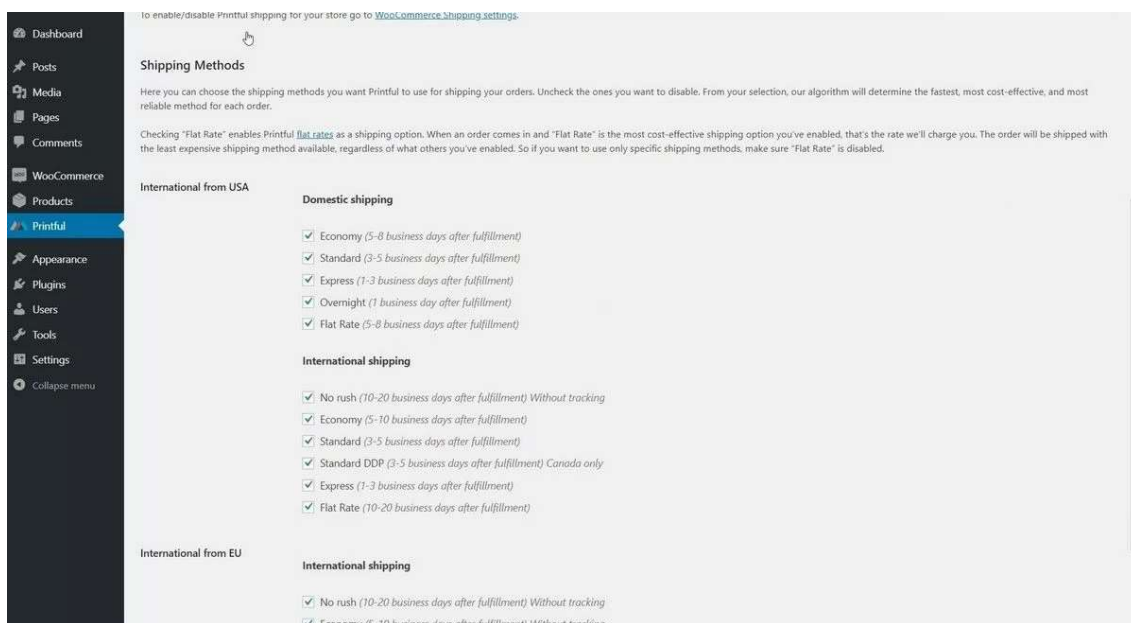 To enable/disable Printful shipping for your store go to WooCommerce Shipping settings.
Dashboard
Posts
Media
Pages
Comments
WooCommerce
Products
Printful
Appearance
Plugins
Users
Tools
Settings
Collapse menu
Shipping Methods
Here you can choose the shipping methods you want Printful to use for shipping your orders. Uncheck the ones you want to disable. From your selection, our algorithm will determine the fastest, most cost-effective, and most
reliable method for each order.
Checking "Flat Rate" enables Printful flat rates as a shipping option. When an order comes in and "Flat Rate" is the most cost-effective shipping option you've enabled, that's the rate we'll charge you. The order will be shipped with
the least expensive shipping method available, regardless of what others you've enabled. So if you want to use only specific shipping methods, make sure "Flat Rate" is disabled.
International from USA
Domestic shipping
Economy (5-8 business days after fulfillment)
Standard (3-5 business days after fulfillment)
Express (1-3 business days after fulfillment)
Overnight (1 business day after fulfillment)
Flat Rate (5-8 business days after fulfillment)
International shipping
No rush (10-20 business days after fulfillment) Without tracking
Economy (5-10 business days after fulfillment)
Standard (3-5 business days after fulfillment)
Standard DDP (3-5 business days after fulfillment) Canada only
Express (1-3 business days after fulfillment)
Flat Rate (10-20 business days after fulfillment)
International from EU
International shipping
No rush (10-20 business days after fulfillment) Without tracking
Economy (5-10 business days after fulfillment) Without tracking